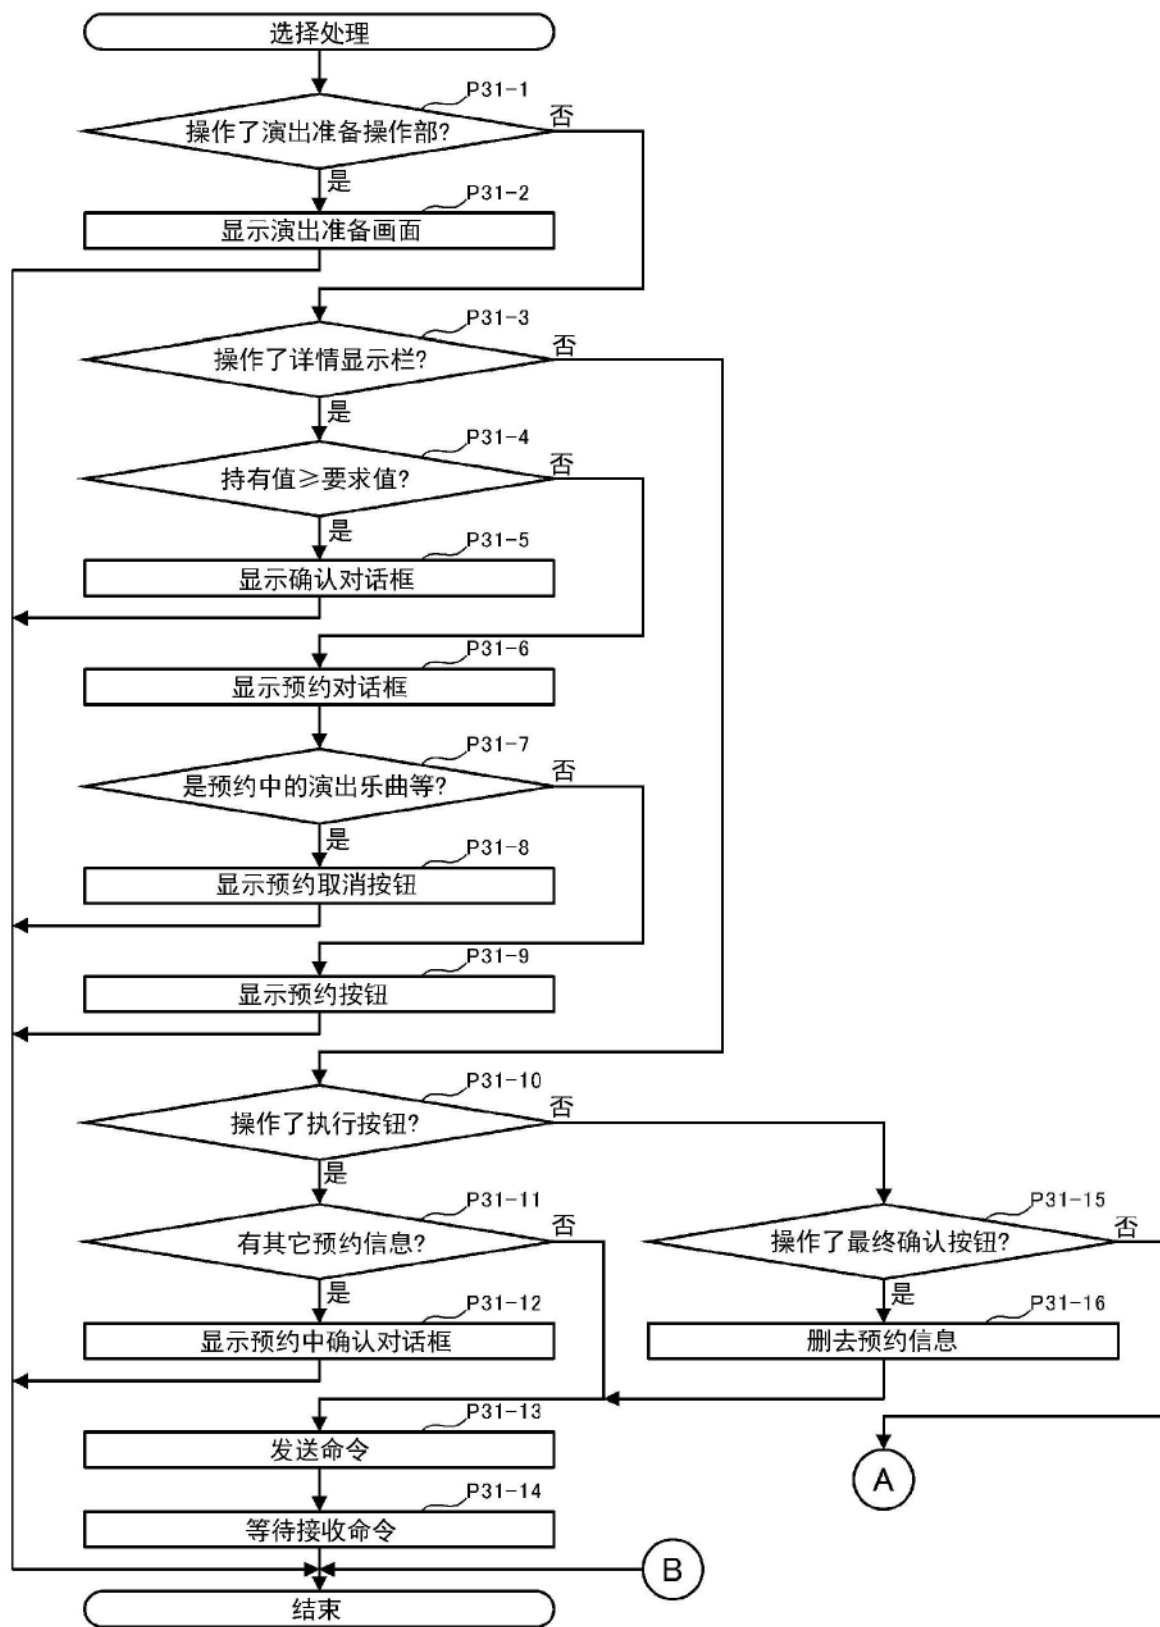 选择处理
P31-1
操作了演出准备操作部?
否
是
P31-2
显示演出准备画面
P31-3
操作了详情显示栏?
否
是
P31-4
持有值≥要求值?
否
是
P31-5
显示确认对话框
P31-6
显示预约对话框
P31-7
是预约中的演出乐曲等?
否
是
P31-8
显示预约取消按钮
P31-9
显示预约按钮
P31-10
操作了执行按钮?
否
是
P31-11
有其它预约信息?
否
是
P31-12
显示预约中确认对话框
P31-15
操作了最终确认按钮?
否
是
P31-16
删去预约信息
P31-13
发送命令
A
P31-14
等待接收命令
B
结束